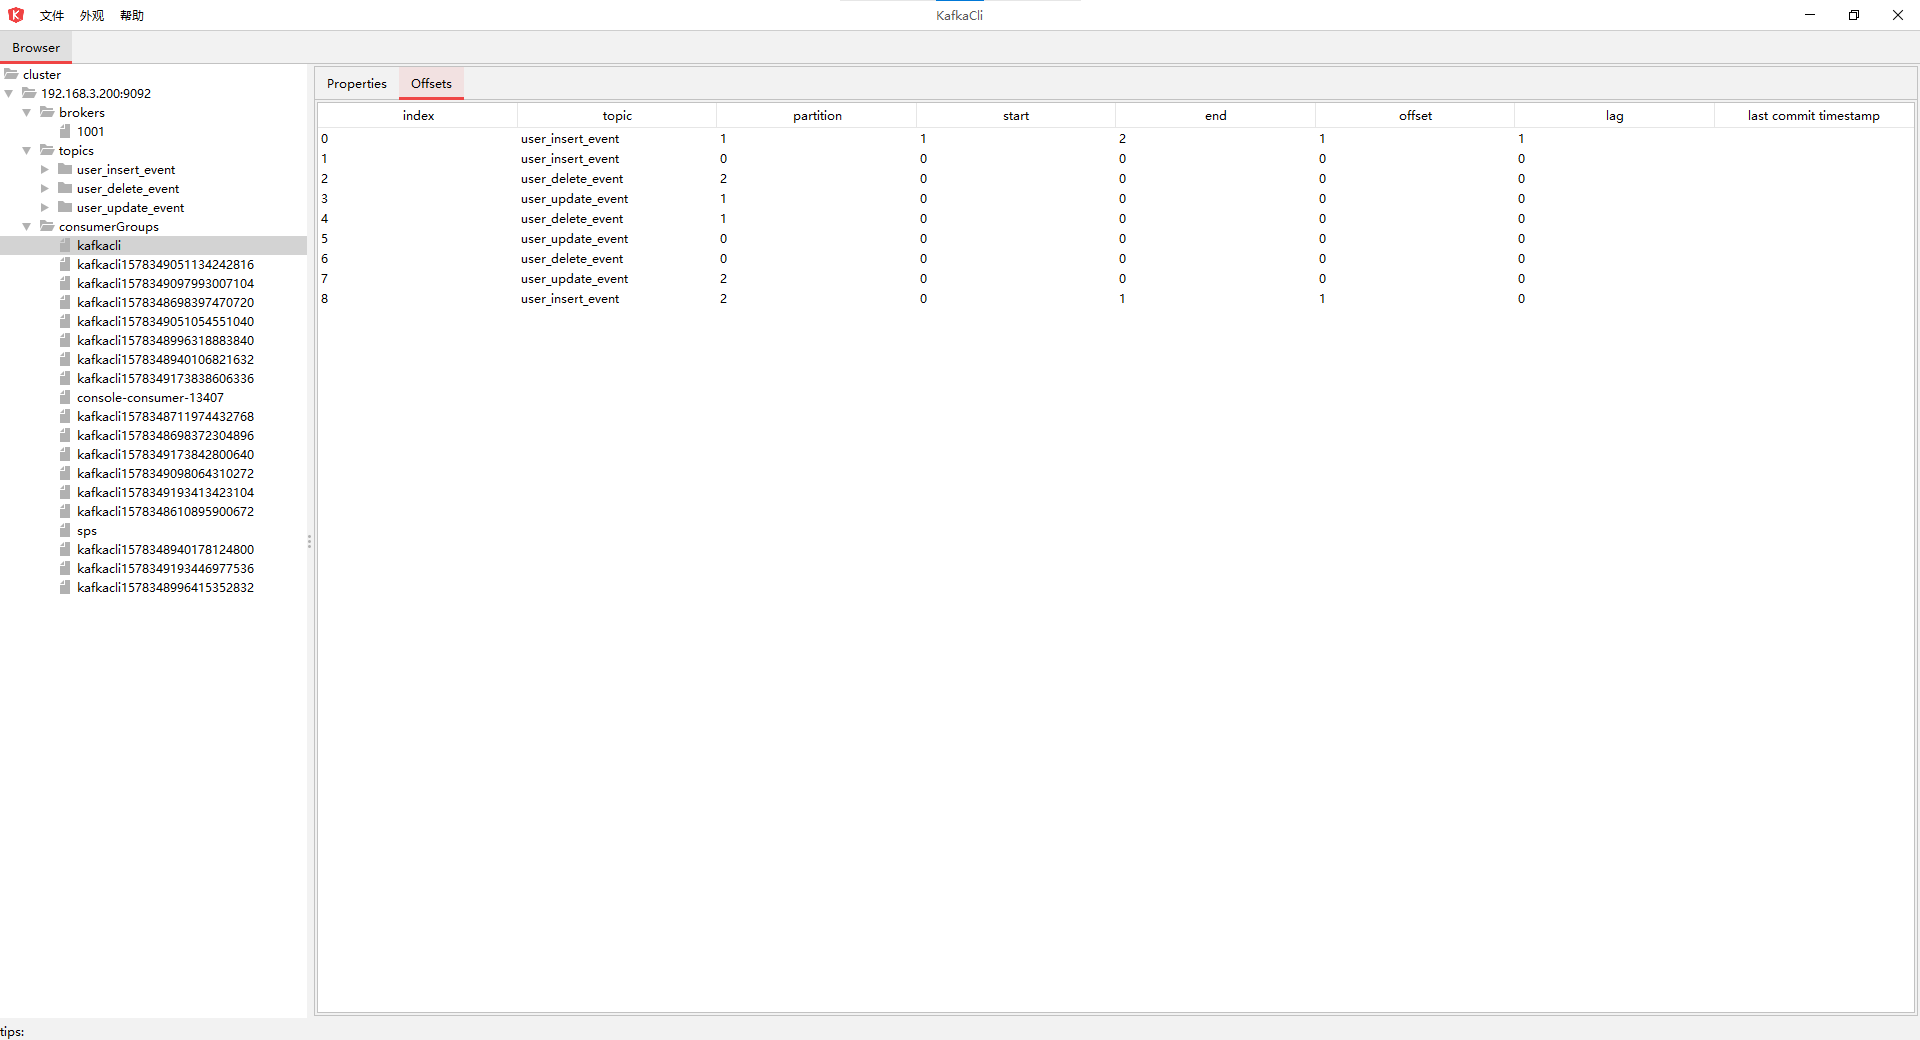 文件 外观 帮助 KafkaCli
Browser
cluster
192.168.3.200:9092
brokers
1001
topics
user_insert_event
user_delete_event
user_update_event
consumerGroups
kafkacli
kafkacli1578349051134242816
kafkacli1578349097993007104
kafkacli1578348698397470720
kafkacli1578349051054551040
kafkacli1578348996318883840
kafkacli1578348940106821632
kafkacli1578349173838606336
console-consumer-13407
kafkacli1578348711974432768
kafkacli1578348698372304896
kafkacli1578349173842800640
kafkacli1578349098064310272
kafkacli1578349193413423104
kafkacli1578348610895900672
sps
kafkacli1578348940178124800
kafkacli1578349193446977536
kafkacli1578348996415352832
Properties Offsets
index topic partition start end offset lag last commit timestamp
0 user_insert_event 1 1 2 1 1
1 user_insert_event 0 0 0 0 0
2 user_delete_event 2 0 0 0 0
3 user_update_event 1 0 0 0 0
4 user_delete_event 1 0 0 0 0
5 user_update_event 0 0 0 0 0
6 user_delete_event 0 0 0 0 0
7 user_update_event 2 0 0 0 0
8 user_insert_event 2 0 1 1 0
tips: